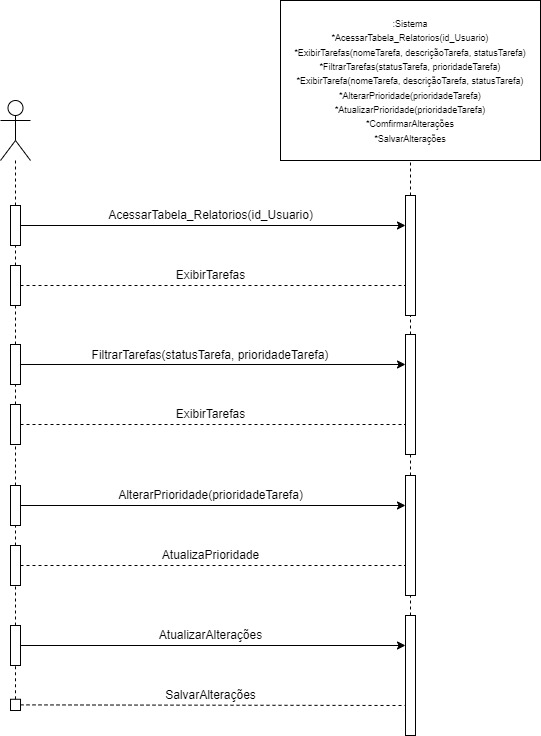 :Sistema
*AcessarTabela_Relatorios(id_Usuario)
*ExibirTarefas(nomeTarefa, descriçãoTarefa, statusTarefa)
*FiltrarTarefas(statusTarefa, prioridadeTarefa)
*ExibirTarefa(nomeTarefa, descriçãoTarefa, statusTarefa)
*AlterarPrioridade(prioridadeTarefa)
*AtualizarPrioridade(prioridadeTarefa)
*ComfirmarAlterações
*SalvarAlterações
AcessarTabela_Relatorios(id_Usuario)
ExibirTarefas
FiltrarTarefas(statusTarefa, prioridadeTarefa)
ExibirTarefas
AlterarPrioridade(prioridadeTarefa)
AtualizaPrioridade
AtualizarAlterações
SalvarAlterações